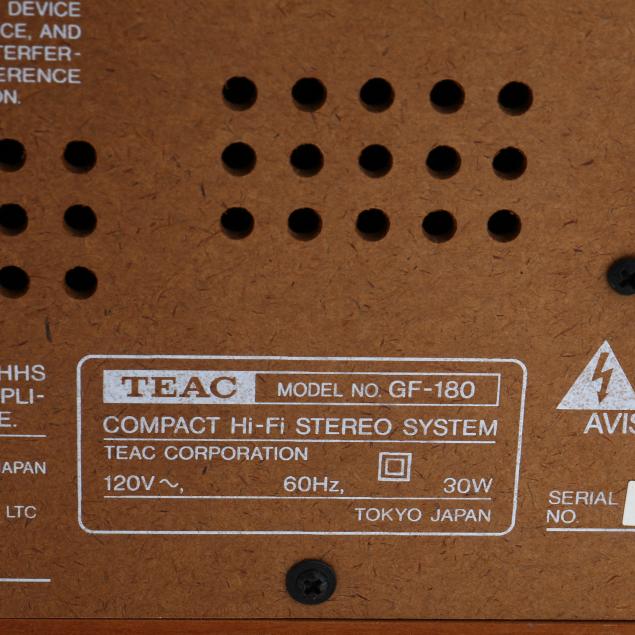 DEVICE
CE, AND
TERFER-
ERENCE
ON.
HHS
PLI-
E.
JAPAN
LTC
TEAC MODEL NO. GF-180
COMPACT Hi-Fi STEREO SYSTEM
TEAC CORPORATION
120V～, 60Hz, 30W
TOKYO JAPAN
AVIS
SERIAL
NO.